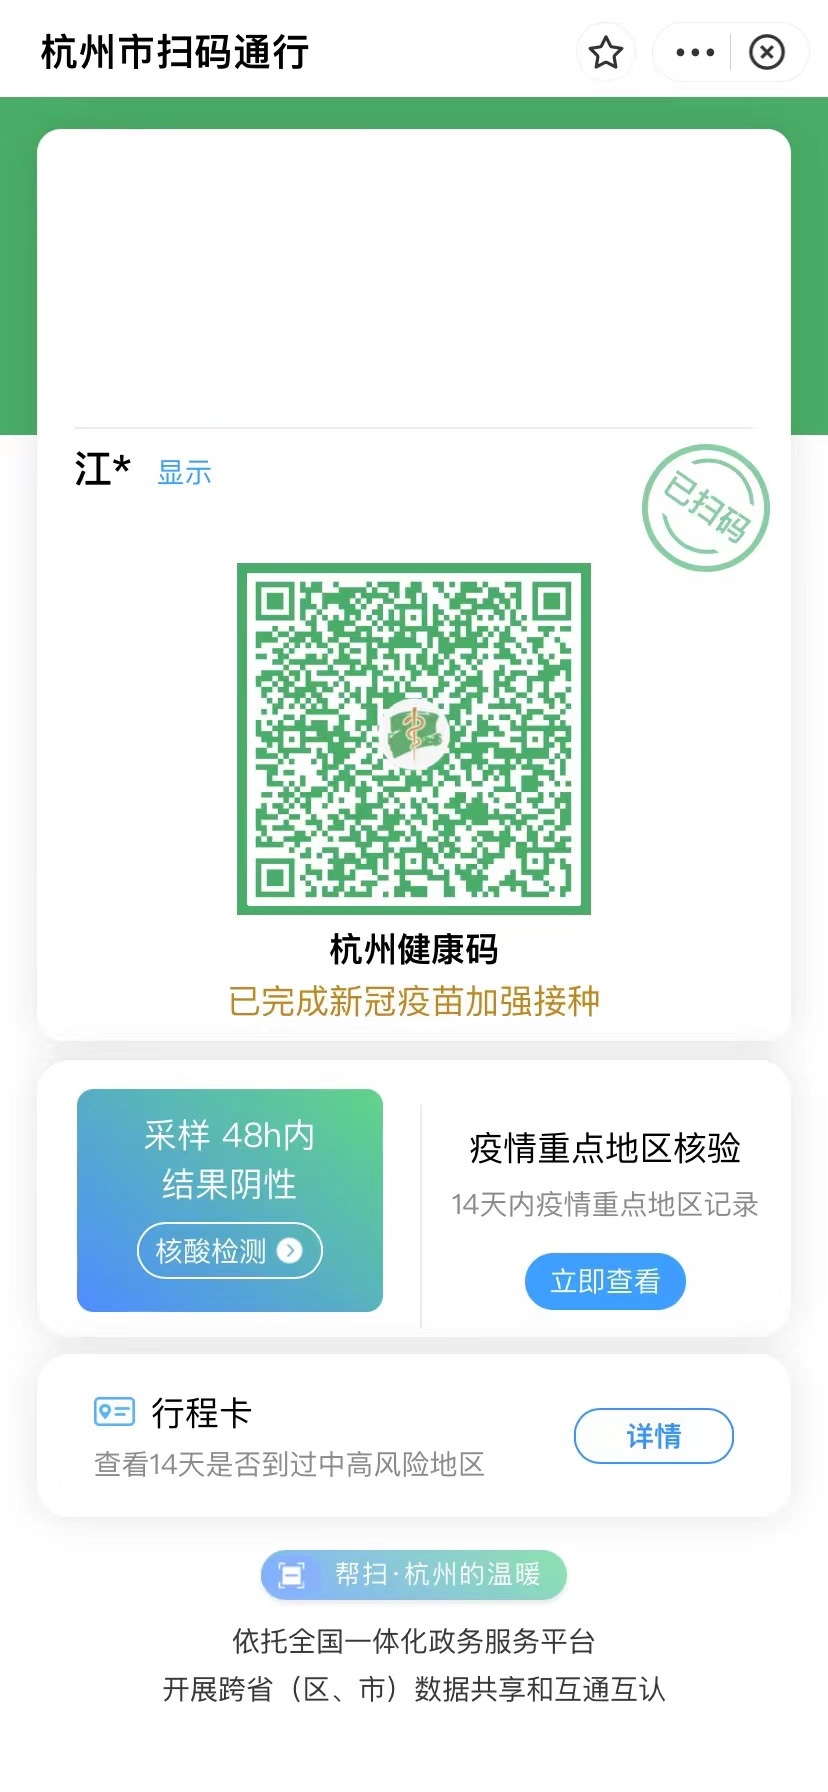 杭州市扫码通行
江* 显示
已扫码
杭州健康码
已完成新冠疫苗加强接种
采样 48h内
结果阴性
核酸检测
疫情重点地区核验
14天内疫情重点地区记录
立即查看
行程卡
查看14天是否到过中高风险地区
详情
帮扫·杭州的温暖
依托全国一体化政务服务平台
开展跨省（区、市）数据共享和互通互认